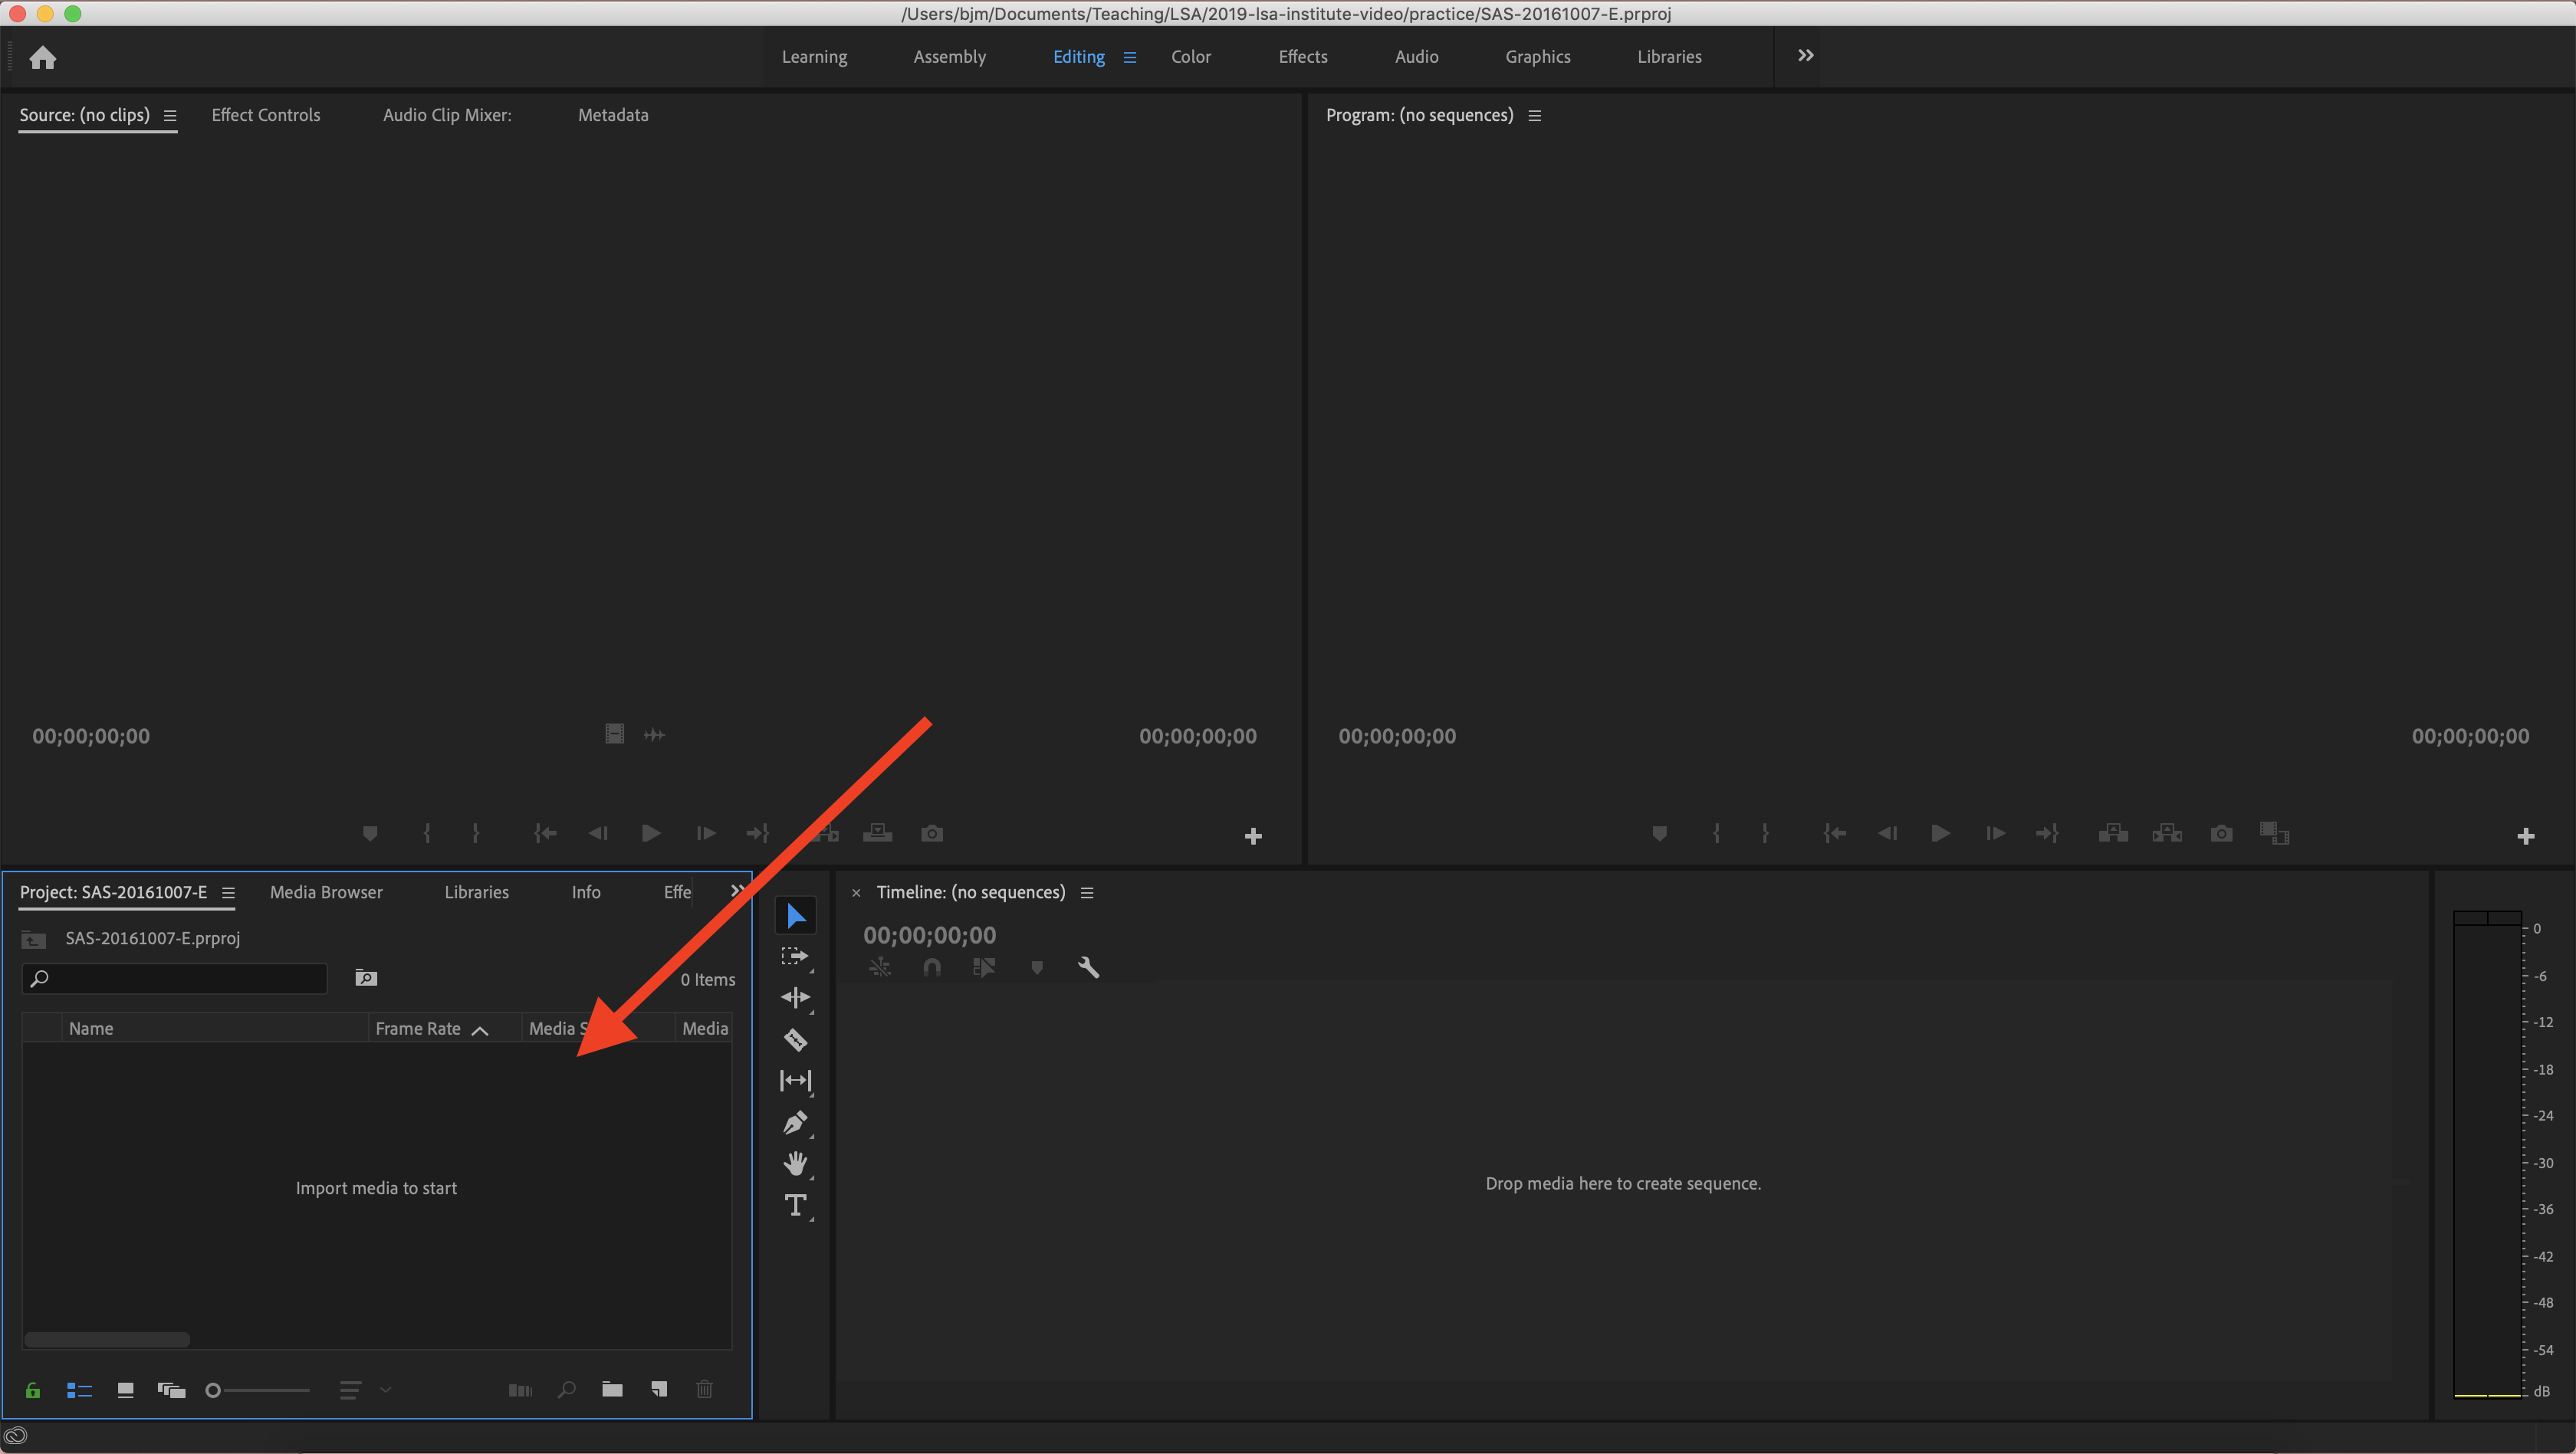 /Users/bjm/Documents/Teaching/LSA/2019-lsa-institute-video/practice/SAS-20161007-E.prproj
Learning Assembly Editing Color Effects Audio Graphics Libraries
Source: (no clips) Effect Controls Audio Clip Mixer: Metadata
Program: (no sequences)
00;00;00;00 00;00;00;00
00;00;00;00 00;00;00;00
Project: SAS-20161007-E Media Browser Libraries Info Effe
SAS-20161007-E.prproj
0 Items
Name Frame Rate Media S Media
Import media to start
Timeline: (no sequences)
00;00;00;00
Drop media here to create sequence.
0
-6
-12
-18
-24
-30
-36
-42
-48
-54
dB